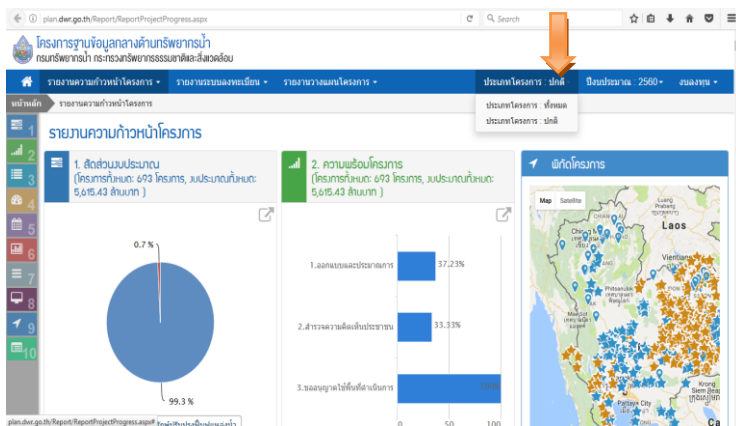 plan.dwr.go.th/Report/ReportProjectProgress.aspx
Search
โครงการฐานข้อมูลกลางด้านทรัพยากรน้ำ
กรมทรัพยากรน้ำ กระทรวงทรัพยากรธรรมชาติและสิ่งแวดล้อม
รายงานความก้าวหน้าโครงการ
รายงานระบบลงทะเบียน
รายงานวางแผนโครงการ
ประเภทโครงการ : ปกติ
ปีงบประมาณ : 2560
งบลงทุน
หน้าหลัก
รายงานความก้าวหน้าโครงการ
ประเภทโครงการ : ทั้งหมด
ประเภทโครงการ : ปกติ
1
2
3
4
5
6
7
8
9
10
รายงานความก้าวหน้าโครงการ
1. สัดส่วนงบประมาณ
(โครงการทั้งหมด: 693 โครงการ, งบประมาณทั้งหมด:
5,615.43 ล้านบาท )
0.7 %
99.3 %
2. ความพร้อมโครงการ
(โครงการทั้งหมด: 693 โครงการ, งบประมาณทั้งหมด:
5,615.43 ล้านบาท )
1.ออกแบบและประมาณการ
37.23%
2.สำรวจความคิดเห็นประชาชน
33.33%
3.ขออนุญาตใช้พื้นที่ดำเนินการ
100%
0
50
100
พิกัดโครงการ
Map
Satellite
Luang
Prabang
Laos
Vientiane
Phitsanulok
พิษณุโลก
Mae Sot
Pattaya City
Krong
Siem Reap
plan.dwr.go.th/Report/ReportProjectProgress.aspx#